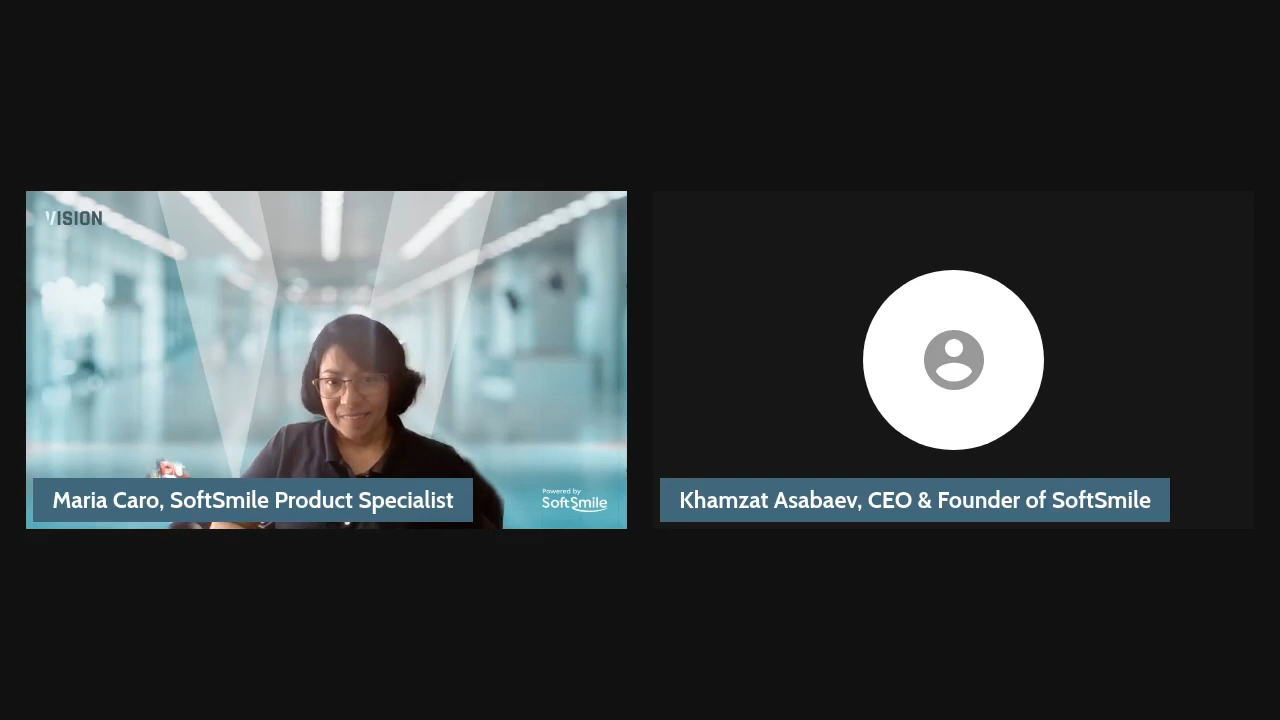 VISION
Maria Caro, SoftSmile Product Specialist
Powered by
SoftSmile
Khamzat Asabaev, CEO & Founder of SoftSmile